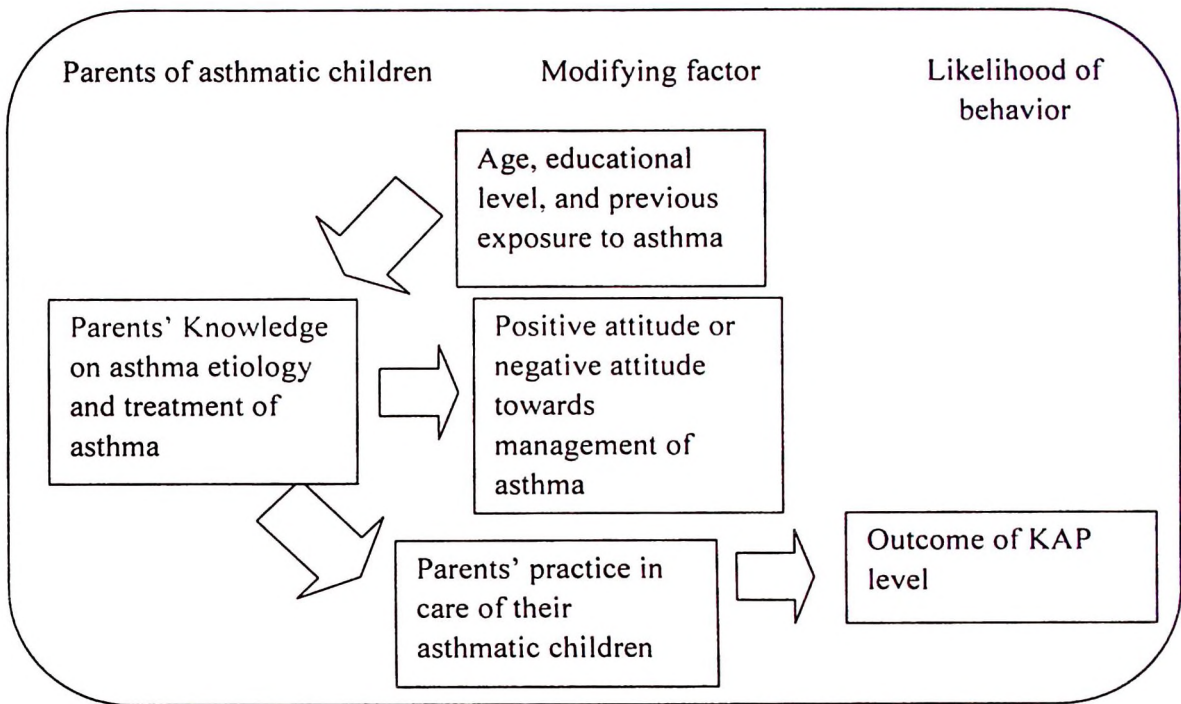 Parents of asthmatic children
Modifying factor
Likelihood of
behavior
Age, educational
level, and previous
exposure to asthma
Parents' Knowledge
on asthma etiology
and treatment of
asthma
Positive attitude or
negative attitude
towards
management of
asthma
Parents' practice in
care of their
asthmatic children
Outcome of KAP
level